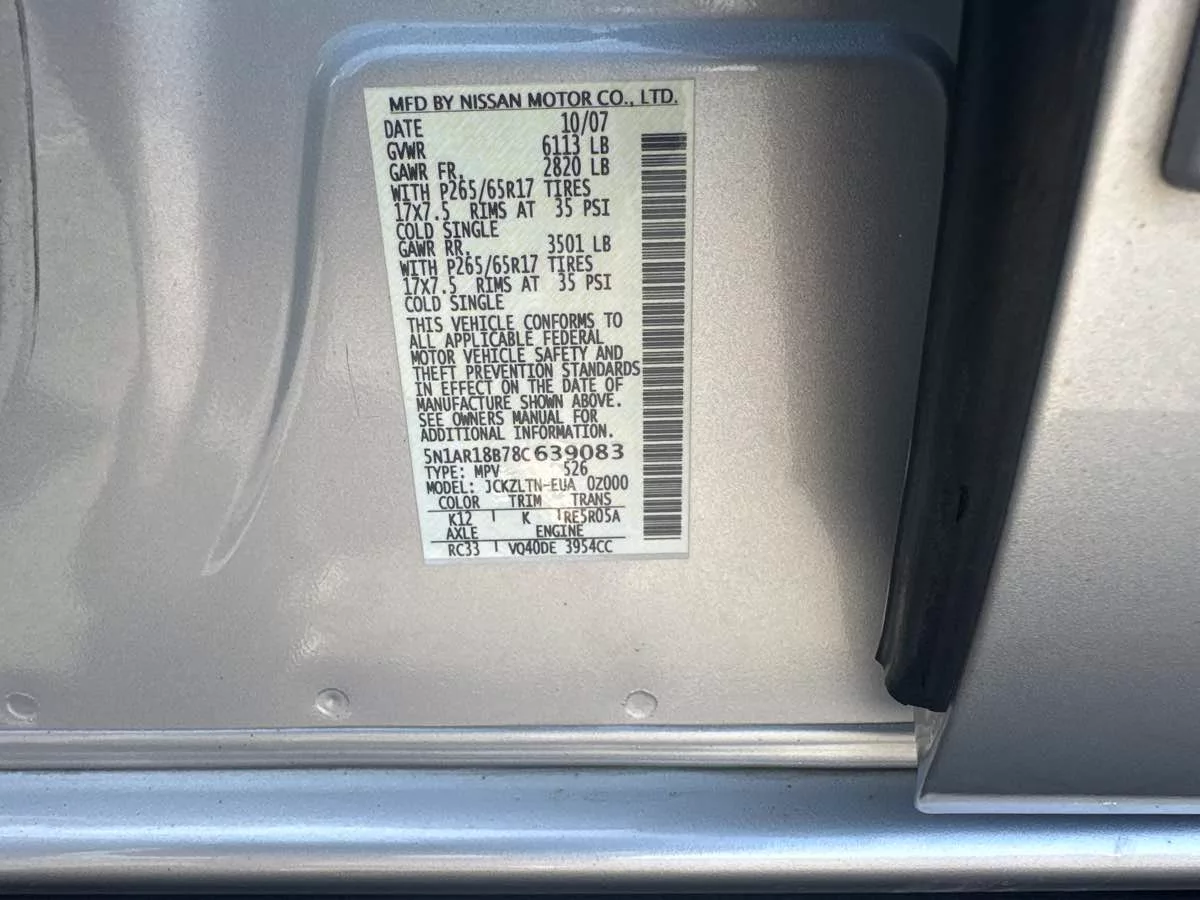 MFD BY NISSAN MOTOR CO., LTD.
DATE 10/07
GVWR 6113 LB
GAWR FR. 2820 LB
WITH P265/65R17 TIRES
17X7.5 RIMS AT 35 PSI
COLD SINGLE
GAWR RR. 3501 LB
WITH P265/65R17 TIRES
17X7.5 RIMS AT 35 PSI
COLD SINGLE
THIS VEHICLE CONFORMS TO
ALL APPLICABLE FEDERAL
MOTOR VEHICLE SAFETY AND
THEFT PREVENTION STANDARDS
IN EFFECT ON THE DATE OF
MANUFACTURE SHOWN ABOVE.
SEE OWNERS MANUAL FOR
ADDITIONAL INFORMATION.
5N1AR18B78C639083
TYPE: MPV 526
MODEL: JCKZLTN-EUA 0Z000
COLOR TRIM TRANS
K12 K RE5R05A
AXLE ENGINE
RC33 VQ40DE 3954CC